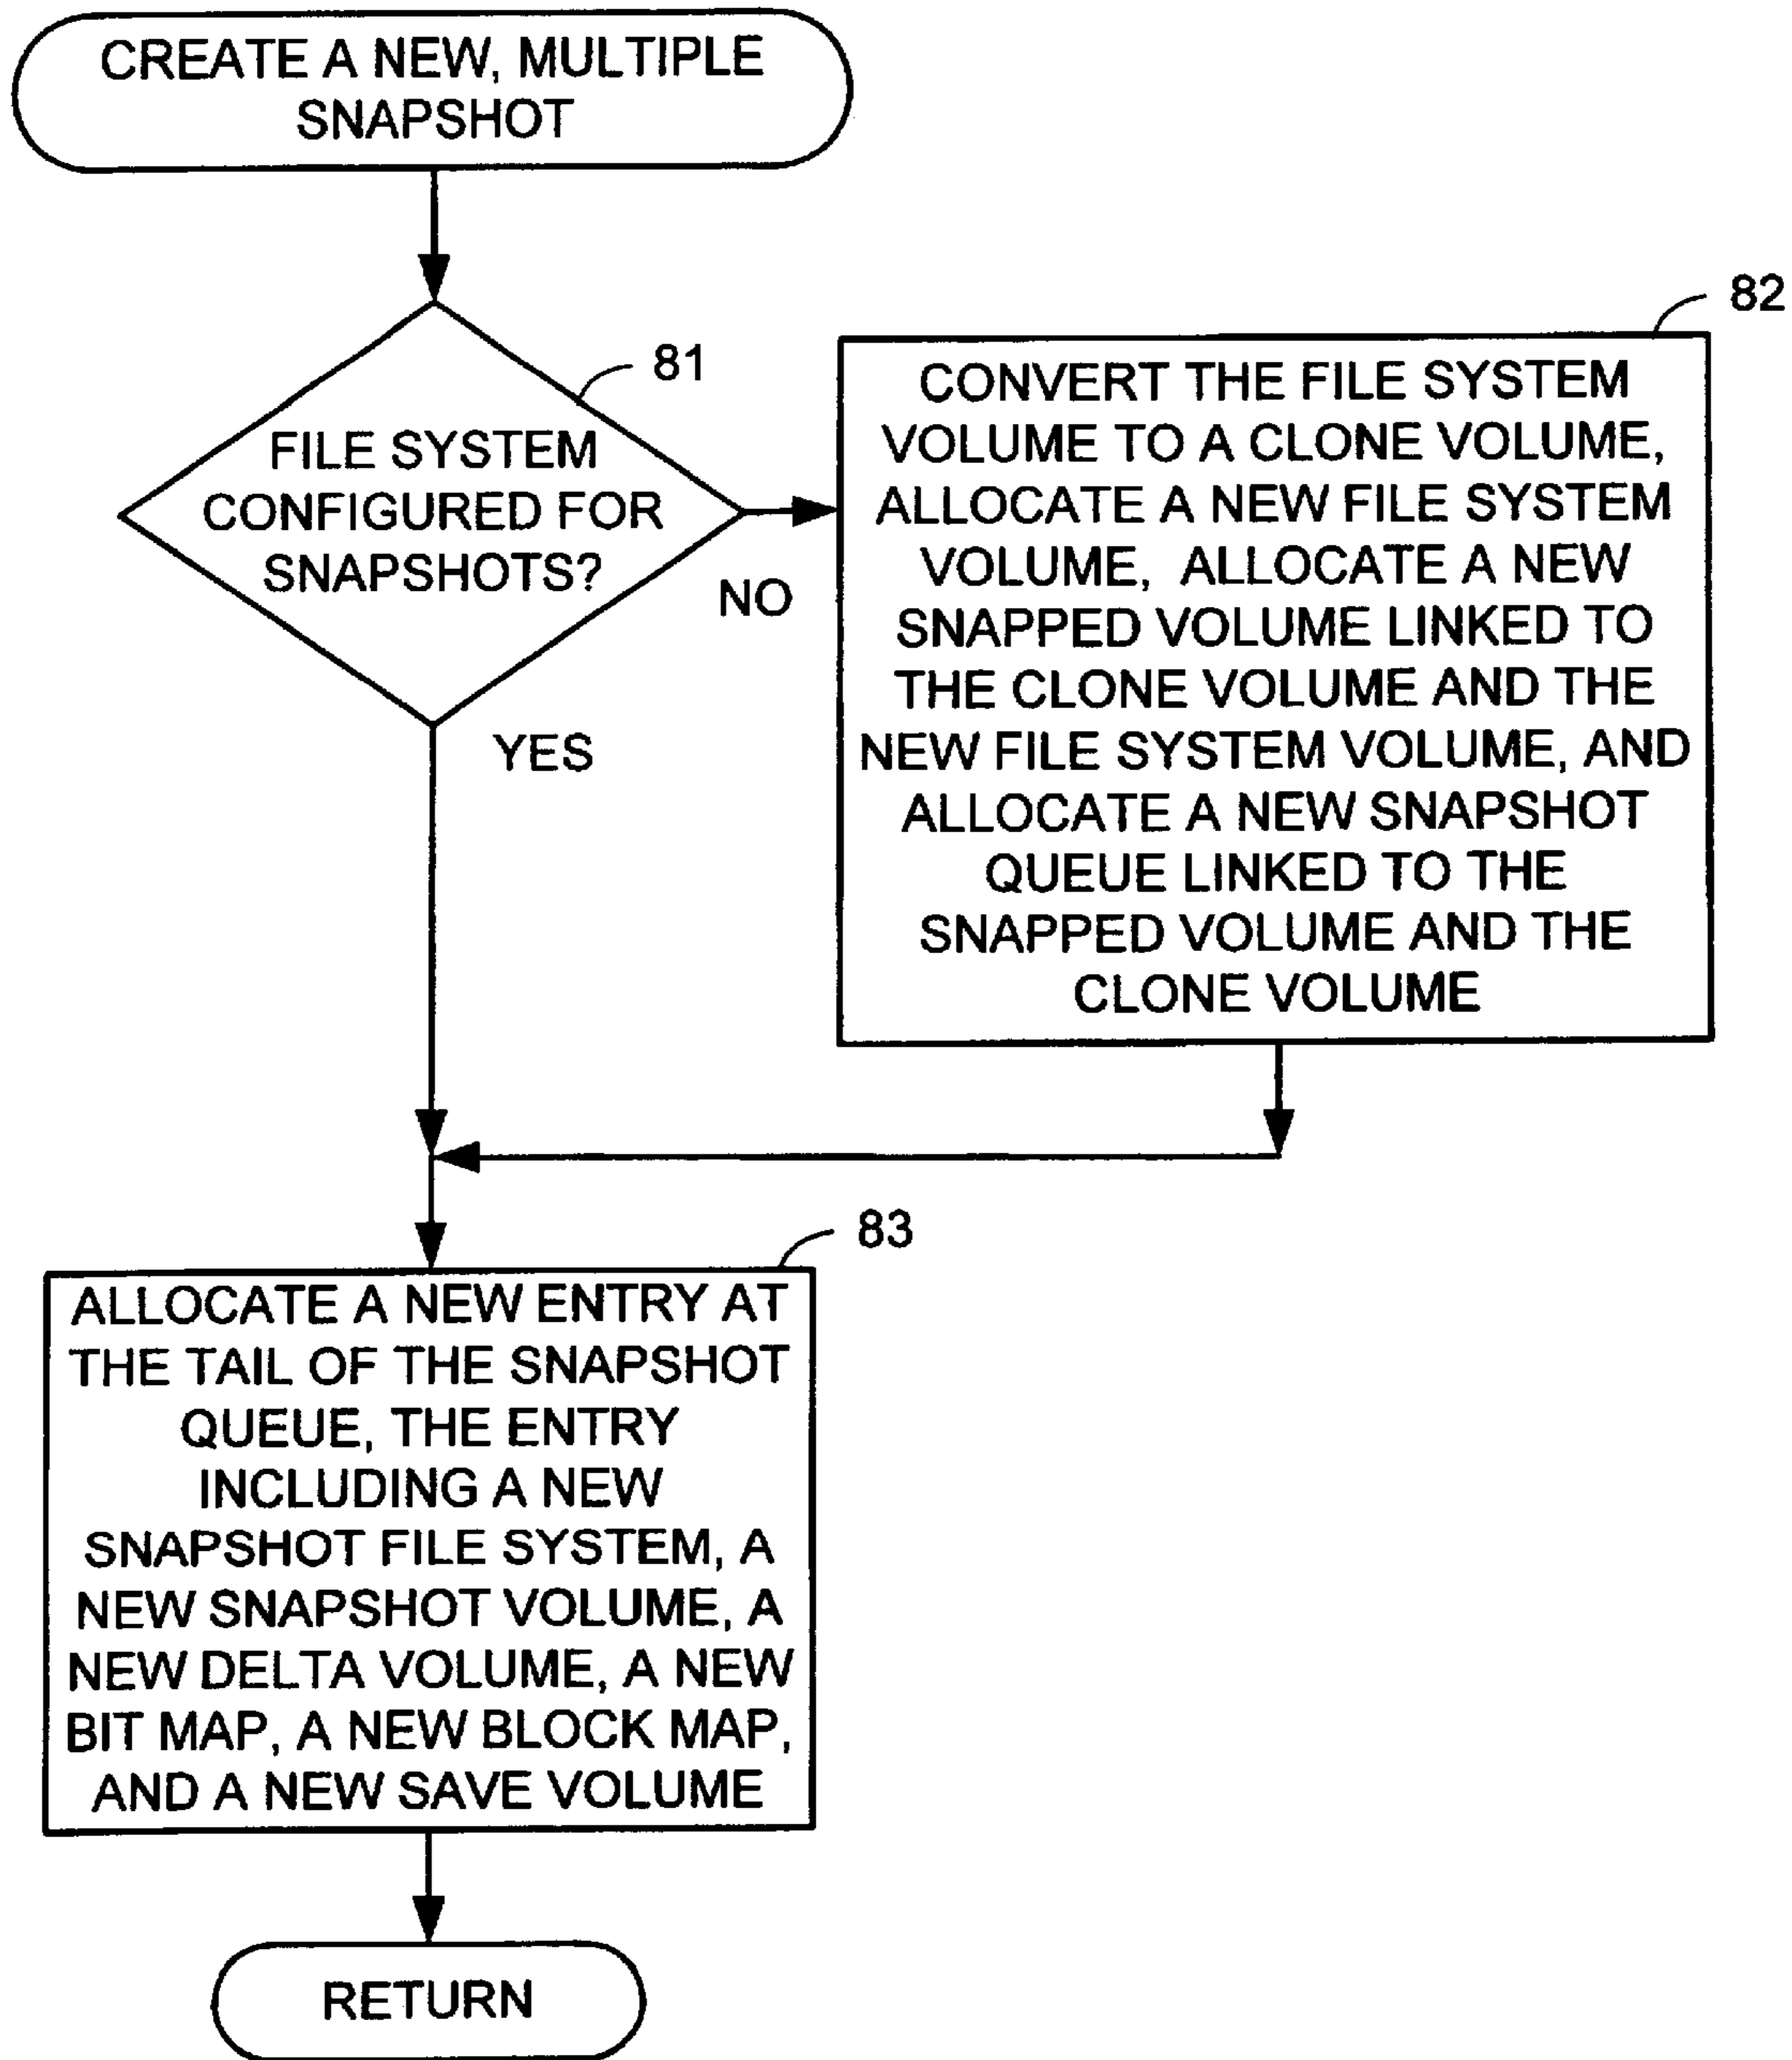 CREATE A NEW, MULTIPLE
SNAPSHOT
81
FILE SYSTEM
CONFIGURED FOR
SNAPSHOTS?
NO
YES
82
CONVERT THE FILE SYSTEM
VOLUME TO A CLONE VOLUME,
ALLOCATE A NEW FILE SYSTEM
VOLUME, ALLOCATE A NEW
SNAPPED VOLUME LINKED TO
THE CLONE VOLUME AND THE
NEW FILE SYSTEM VOLUME, AND
ALLOCATE A NEW SNAPSHOT
QUEUE LINKED TO THE
SNAPPED VOLUME AND THE
CLONE VOLUME
83
ALLOCATE A NEW ENTRY AT
THE TAIL OF THE SNAPSHOT
QUEUE, THE ENTRY
INCLUDING A NEW
SNAPSHOT FILE SYSTEM, A
NEW SNAPSHOT VOLUME, A
NEW DELTA VOLUME, A NEW
BIT MAP, A NEW BLOCK MAP,
AND A NEW SAVE VOLUME
RETURN